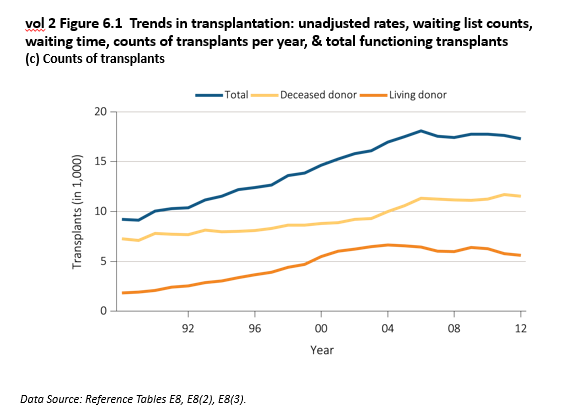 vol 2 Figure 6.1 Trends in transplantation: unadjusted rates, waiting list counts,
waiting time, counts of transplants per year, & total functioning transplants
(c) Counts of transplants
Total Deceased donor Living donor
Transplants (in 1,000)
20
15
10
5
0
92 96 00 04 08 12
Year
Data Source: Reference Tables E8, E8(2), E8(3).